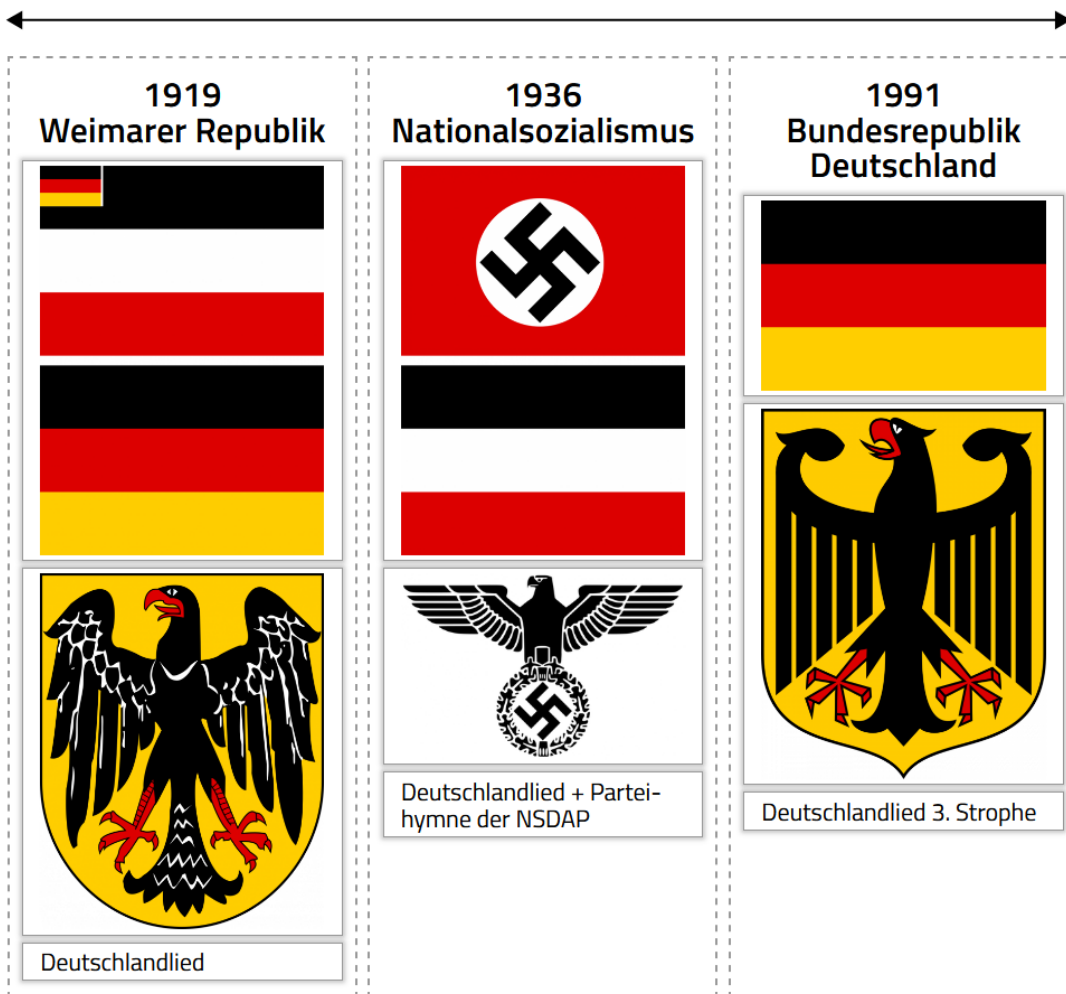 1919
Weimarer Republik
Deutschlandlied
1936
Nationalsozialismus
Deutschlandlied + Partei-
hymne der NSDAP
1991
Bundesrepublik
Deutschland
Deutschlandlied 3. Strophe